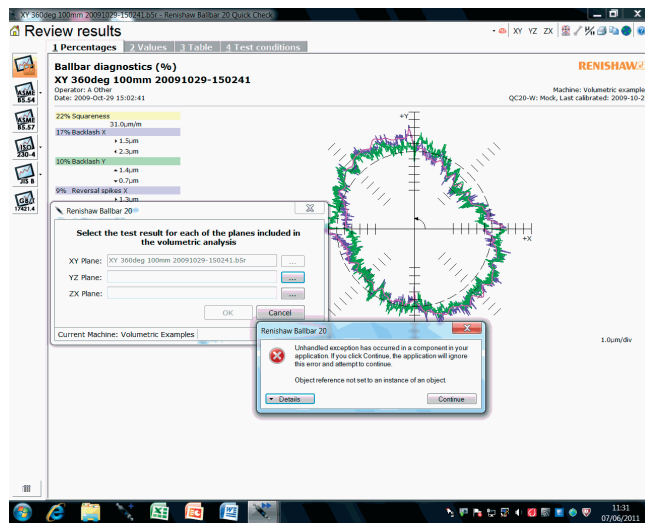 XY 360deg 100mm 20091029-150241.b5r - Renishaw Ballbar 20 Quick Check
Review results
XY YZ ZX
1 Percentages 2 Values 3 Table 4 Test conditions
Ballbar diagnostics (%)
RENISHAW
XY 360deg 100mm 20091029-150241
Operator: A Other
Machine: Volumetric example
Date: 2009-Oct-29 15:02:41
QC20-W: Mock, Last calibrated: 2009-10-2
ASME
B5.54
ASME
B5.57
ISO
230-4
JIS B
GB/T
17421.4
22% Squareness
31.0µm/m
17% Backlash X
1.5µm
2.3µm
10% Backlash Y
1.4µm
0.7µm
9% Reversal spikes X
1.3µm
+Y
+X
1.0µm/div
Renishaw Ballbar 20
Select the test result for each of the planes included in
the volumetric analysis
XY Plane: XY 360deg 100mm 20091029-150241.b5r ...
YZ Plane: ...
ZX Plane: ...
OK Cancel
Current Machine: Volumetric Examples
Renishaw Ballbar 20
Unhandled exception has occurred in a component in your
application. If you click Continue, the application will ignore
this error and attempt to continue.
Object reference not set to an instance of an object.
Details Continue
11:31
07/06/2011